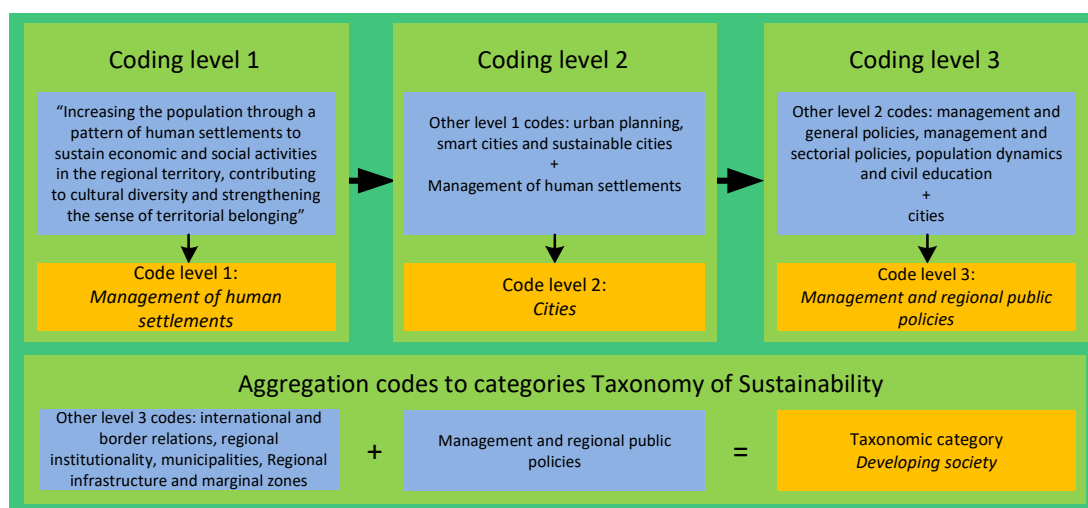 Coding level 1
“Increasing the population through a
pattern of human settlements to
sustain economic and social activities
in the regional territory, contributing
to cultural diversity and strengthening
the sense of territorial belonging”
Code level 1:
Management of human
settlements
Coding level 2
Other level 1 codes: urban planning,
smart cities and sustainable cities
+
Management of human settlements
Code level 2:
Cities
Coding level 3
Other level 2 codes: management and
general policies, management and
sectorial policies, population dynamics
and civil education
+
cities
Code level 3:
Management and regional public
policies
Aggregation codes to categories Taxonomy of Sustainability
Other level 3 codes: international and
border relations, regional
institutionality, municipalities, Regional
infrastructure and marginal zones
+
Management and regional public
policies
=
Taxonomic category
Developing society